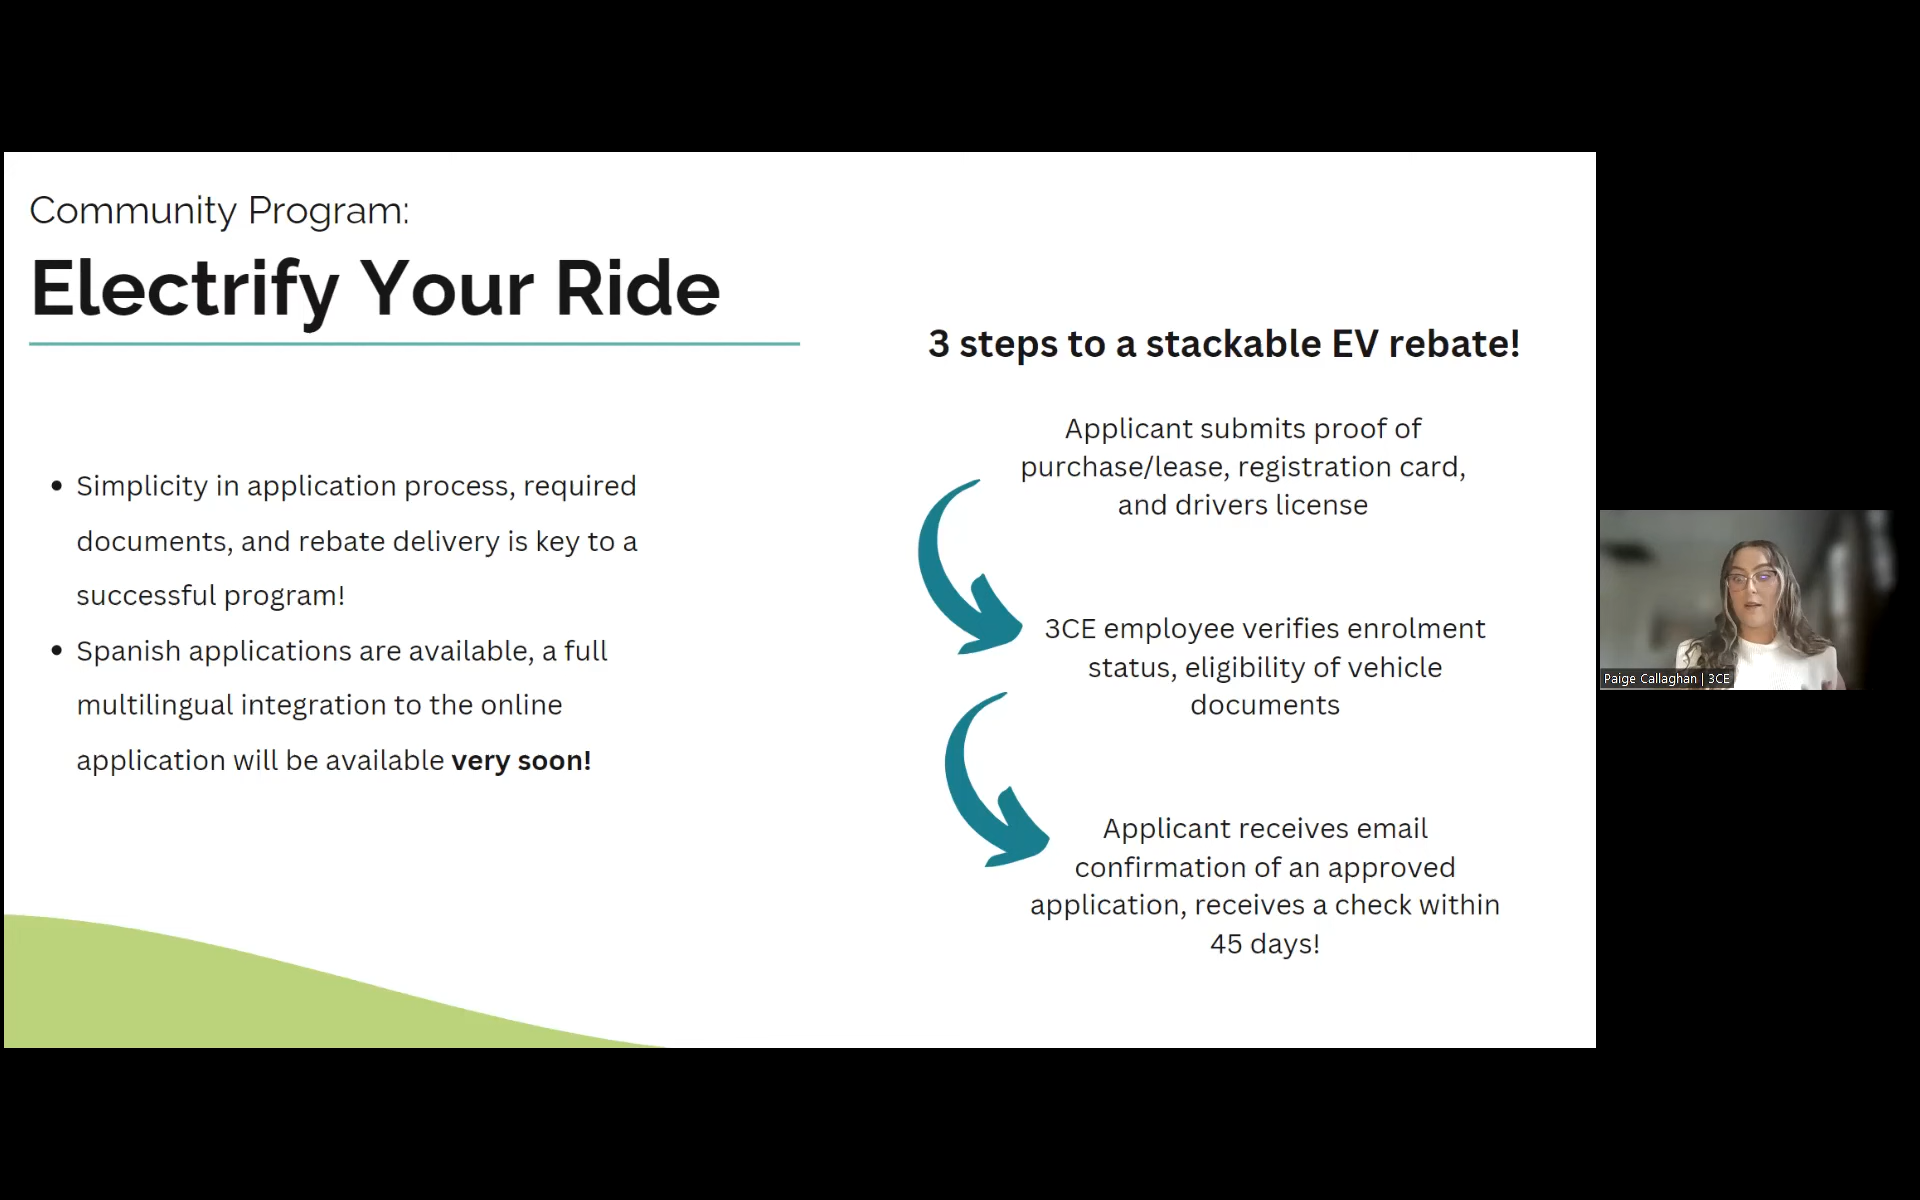 Community Program:
Electrify Your Ride
• Simplicity in application process, required
documents, and rebate delivery is key to a
successful program!
• Spanish applications are available, a full
multilingual integration to the online
application will be available very soon!
3 steps to a stackable EV rebate!
Applicant submits proof of
purchase/lease, registration card,
and drivers license
3CE employee verifies enrolment
status, eligibility of vehicle
documents
Applicant receives email
confirmation of an approved
application, receives a check within
45 days!
Paige Callaghan | 3CE